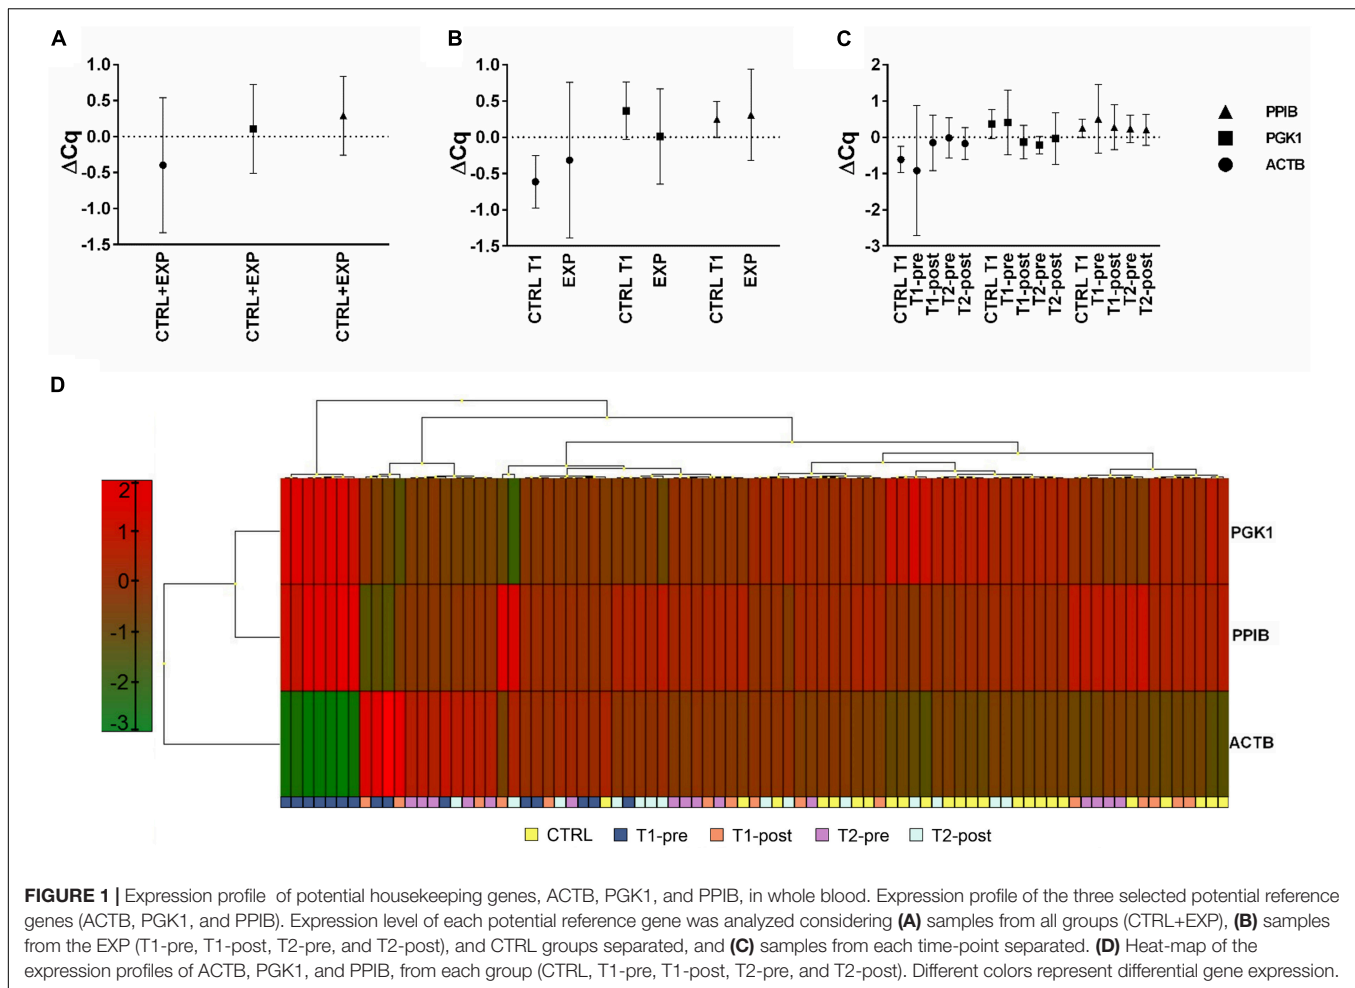 A
1.0
0.5
0.0
-0.5
-1.0
-1.5
ΔCq
CTRL+EXP
CTRL+EXP
CTRL+EXP
B
1.0
0.5
0.0
-0.5
-1.0
-1.5
ΔCq
CTRL T1
EXP
CTRL T1
EXP
CTRL T1
EXP
C
2
1
0
-1
-2
-3
ΔCq
CTRL T1
T1-pre
T1-post
T2-pre
T2-post
CTRL T1
T1-pre
T1-post
T2-pre
T2-post
CTRL T1
T1-pre
T1-post
T2-pre
T2-post
PPIB
PGK1
ACTB
D
2
1
0
-1
-2
-3
PGK1
PPIB
ACTB
CTRL T1-pre T1-post T2-pre T2-post
FIGURE 1 | Expression profile of potential housekeeping genes, ACTB, PGK1, and PPIB, in whole blood. Expression profile of the three selected potential reference
genes (ACTB, PGK1, and PPIB). Expression level of each potential reference gene was analyzed considering (A) samples from all groups (CTRL+EXP), (B) samples
from the EXP (T1-pre, T1-post, T2-pre, and T2-post), and CTRL groups separated, and (C) samples from each time-point separated. (D) Heat-map of the
expression profiles of ACTB, PGK1, and PPIB, from each group (CTRL, T1-pre, T1-post, T2-pre, and T2-post). Different colors represent differential gene expression.